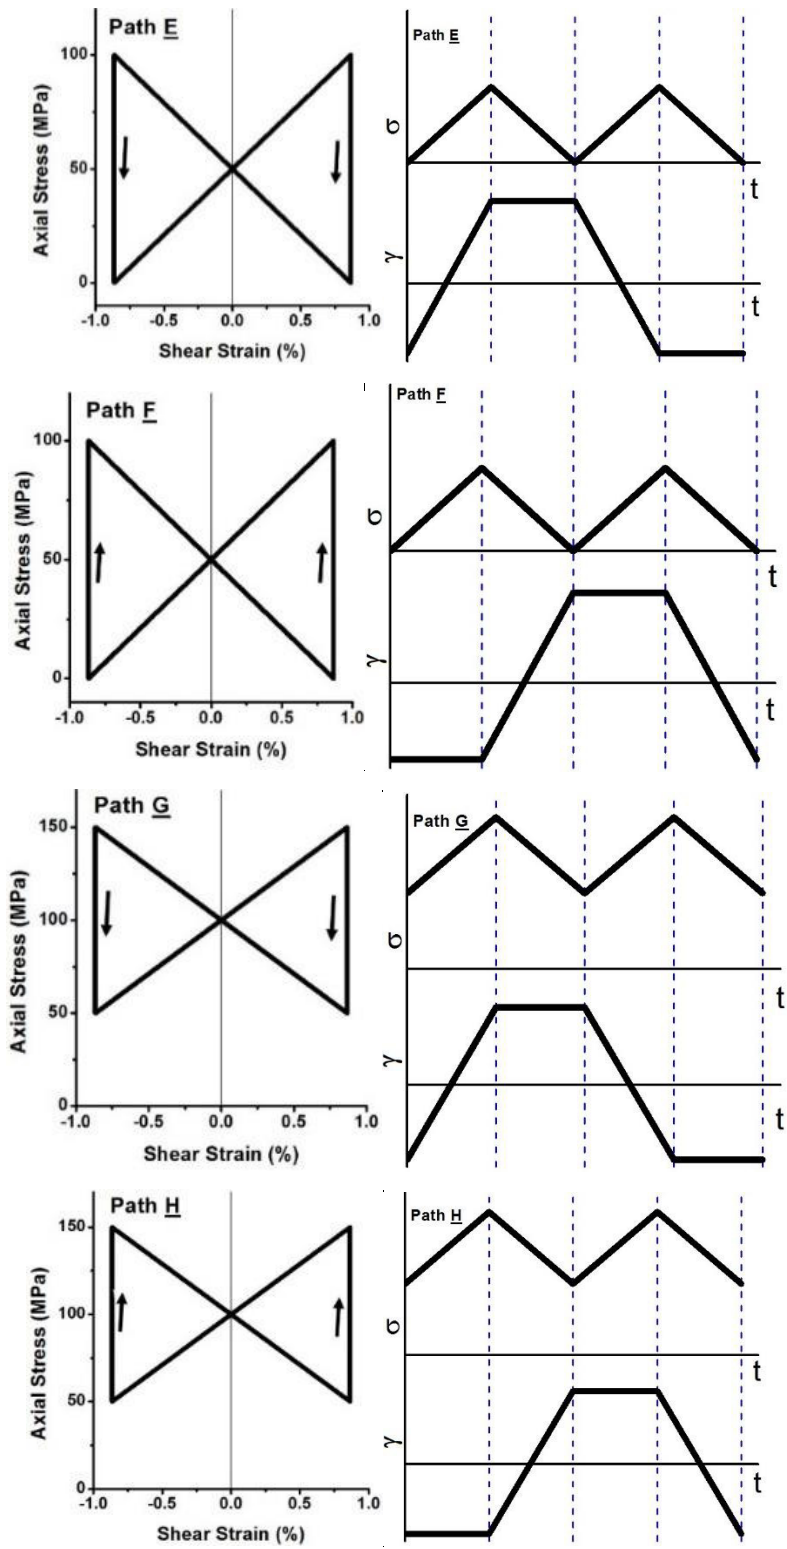 Path E
100
50
0
-1.0 -0.5 0.0 0.5 1.0
Axial Stress (MPa)
Shear Strain (%)
Path E
σ
t
γ
t
Path F
100
50
0
-1.0 -0.5 0.0 0.5 1.0
Axial Stress (MPa)
Shear Strain (%)
Path F
σ
t
γ
t
Path G
150
100
50
0
-1.0 -0.5 0.0 0.5 1.0
Axial Stress (MPa)
Shear Strain (%)
Path G
σ
t
γ
t
Path H
150
100
50
0
-1.0 -0.5 0.0 0.5 1.0
Axial Stress (MPa)
Shear Strain (%)
Path H
σ
t
γ
t